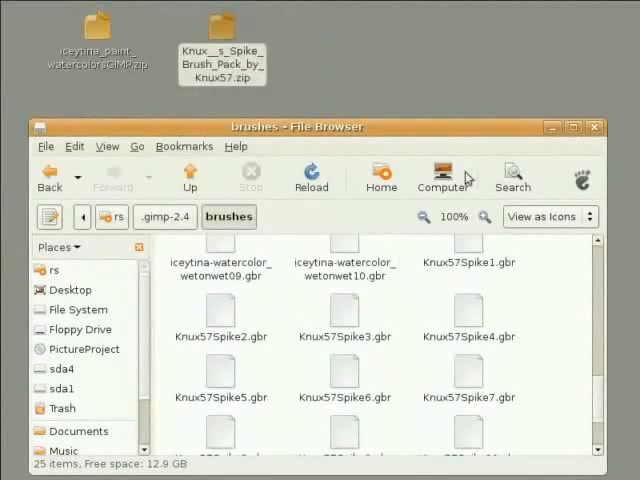 iceytina_paint_
watercolorsGIMP.zip
Knux__s_Spike_
Brush_Pack_by_
Knux57.zip
brushes - File Browser
File Edit View Go Bookmarks Help
Back Forward Up Stop Reload Home Computer Search
rs .gimp-2.4 brushes 100% View as Icons
Places
rs
Desktop
File System
Floppy Drive
PictureProject
sda4
sda1
Trash
Documents
Music
iceytina-watercolor_
wetonwet09.gbr
iceytina-watercolor_
wetonwet10.gbr
Knux57Spike1.gbr
Knux57Spike2.gbr
Knux57Spike3.gbr
Knux57Spike4.gbr
Knux57Spike5.gbr
Knux57Spike6.gbr
Knux57Spike7.gbr
25 items, Free space: 12.9 GB